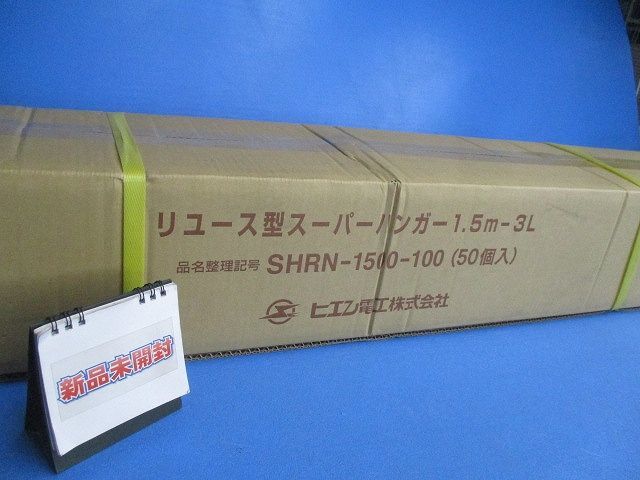 リユース型スーパーハンガー1.5m-3L
品名整理記号 SHRN-1500-100(50個入)
ヒエン電工株式会社
新品未開封